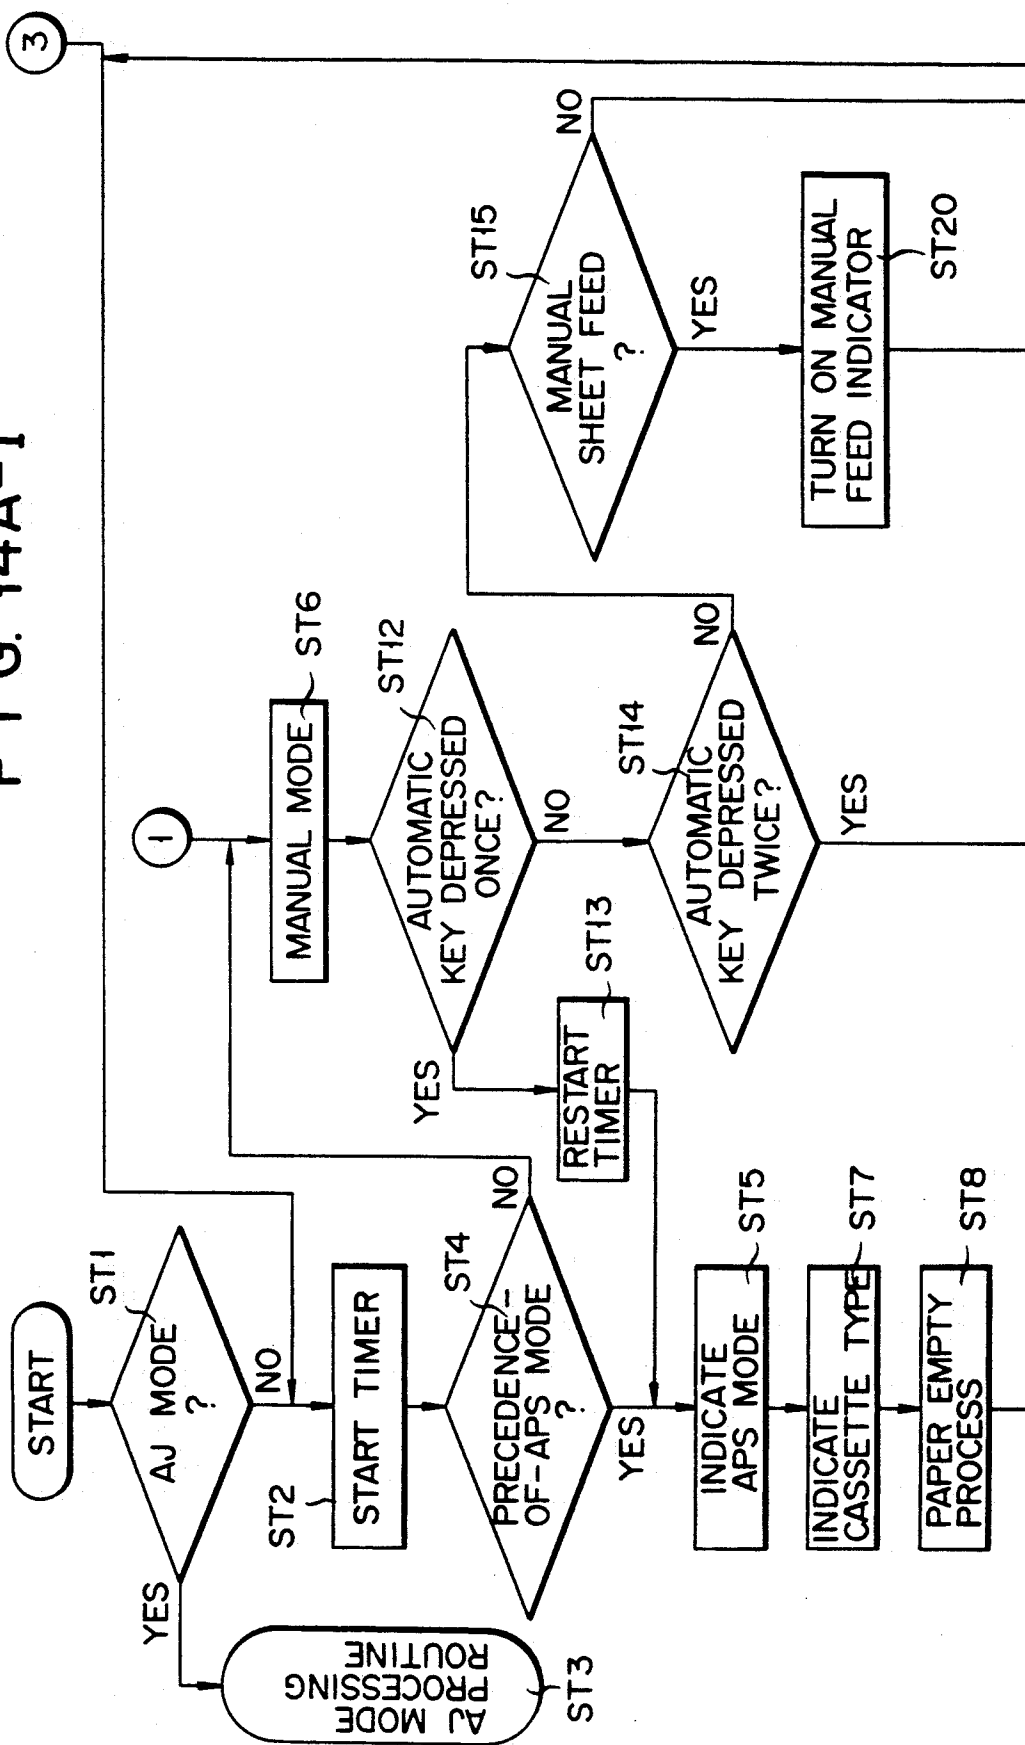 FIG. 14A-1
START
ST1
AJ MODE
?
YES
NO
AJ MODE
PROCESSING
ROUTINE
ST3
ST2
START TIMER
ST4
PRECEDENCE-
OF-APS MODE
?
NO
YES
INDICATE
APS MODE
ST5
INDICATE
CASSETTE TYPE
ST7
PAPER EMPTY
PROCESS
ST8
1
MANUAL MODE
ST6
ST12
AUTOMATIC
KEY DEPRESSED
ONCE?
YES
NO
RESTART
TIMER
ST13
ST14
AUTOMATIC
KEY DEPRESSED
TWICE?
NO
YES
ST15
MANUAL
SHEET FEED
?
NO
YES
TURN ON MANUAL
FEED INDICATOR
ST20
3